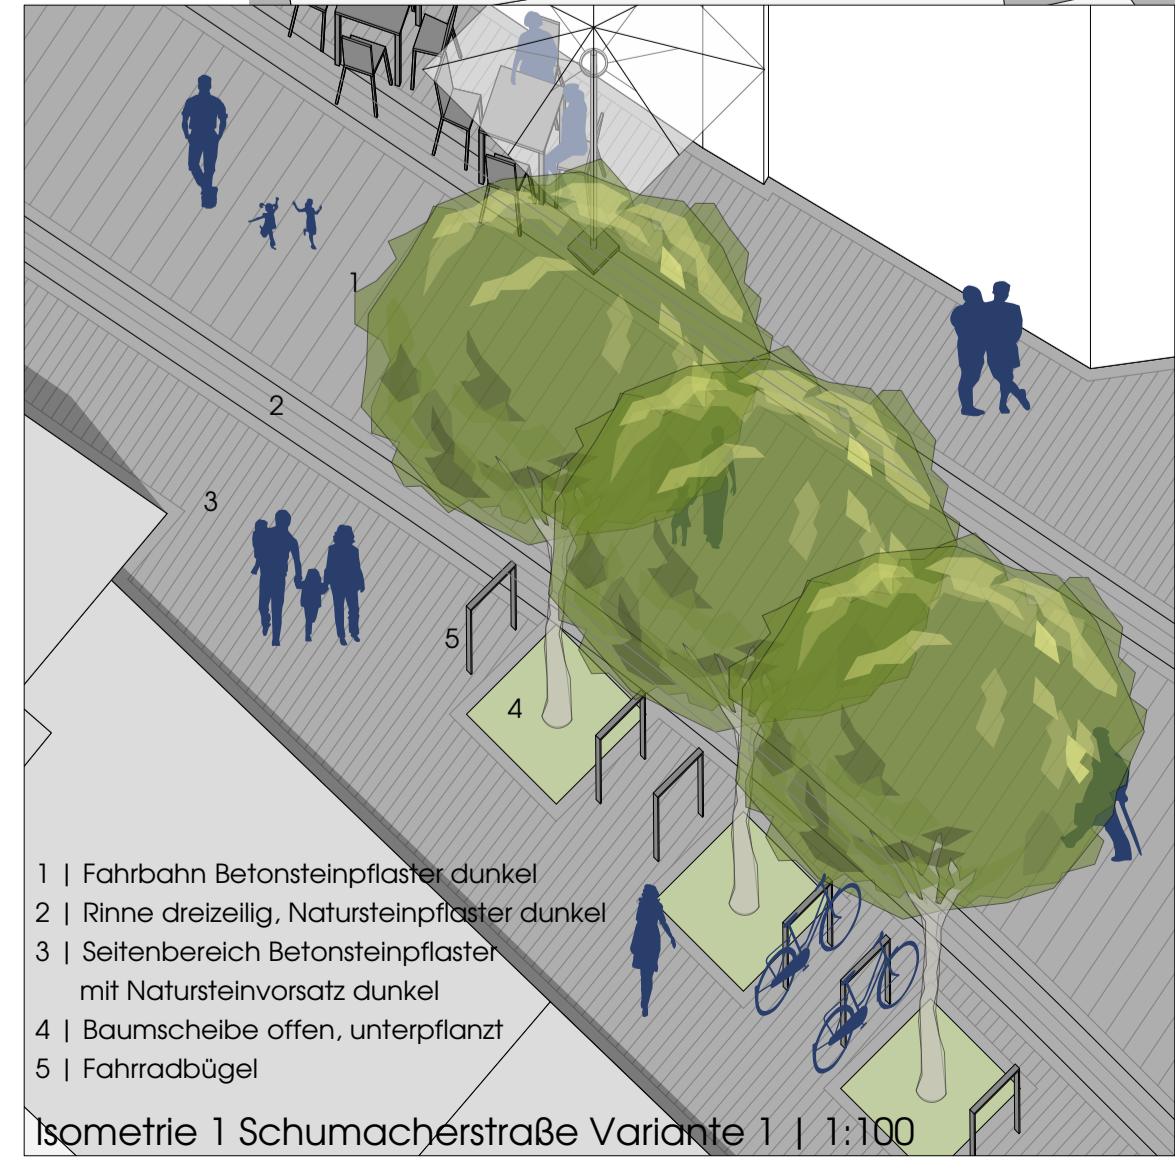 1
2
3
5
4
1 | Fahrbahn Betonsteinpflaster dunkel
2 | Rinne dreizeilig, Natursteinpflaster dunkel
3 | Seitenbereich Betonsteinpflaster
mit Natursteinvorsatz dunkel
4 | Baumscheibe offen, unterpflanzt
5 | Fahrradbügel
Isometrie 1 Schumacherstraße Variante 1 | 1:100